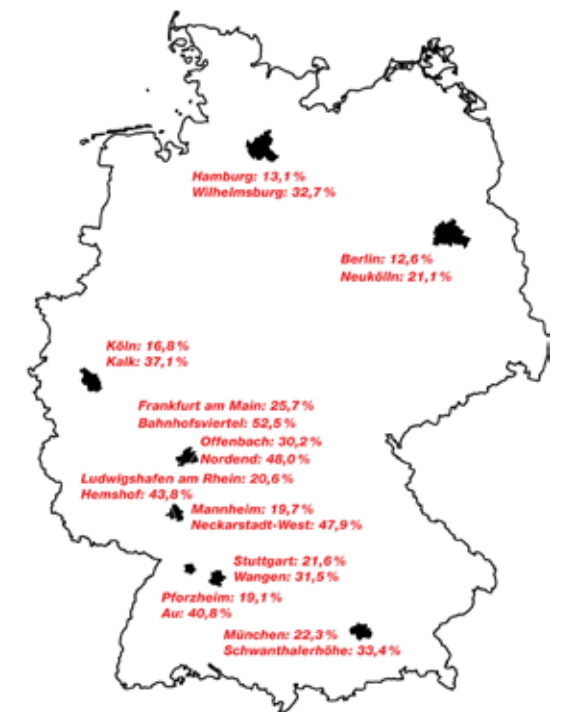 Hamburg: 13,1%
Wilhelmsburg: 32,7%
Berlin: 12,6%
Neukölln: 21,1%
Köln: 16,8%
Kalk: 37,1%
Frankfurt am Main: 25,7%
Bahnhofsviertel: 52,5%
Offenbach: 30,2%
Nordend: 48,0%
Ludwigshafen am Rhein: 20,6%
Hemshof: 43,8%
Mannheim: 19,7%
Neckarstadt-West: 47,9%
Stuttgart: 21,6%
Wangen: 31,5%
Pforzheim: 19,1%
Au: 40,8%
München: 22,3%
Schwanthalerhöhe: 33,4%